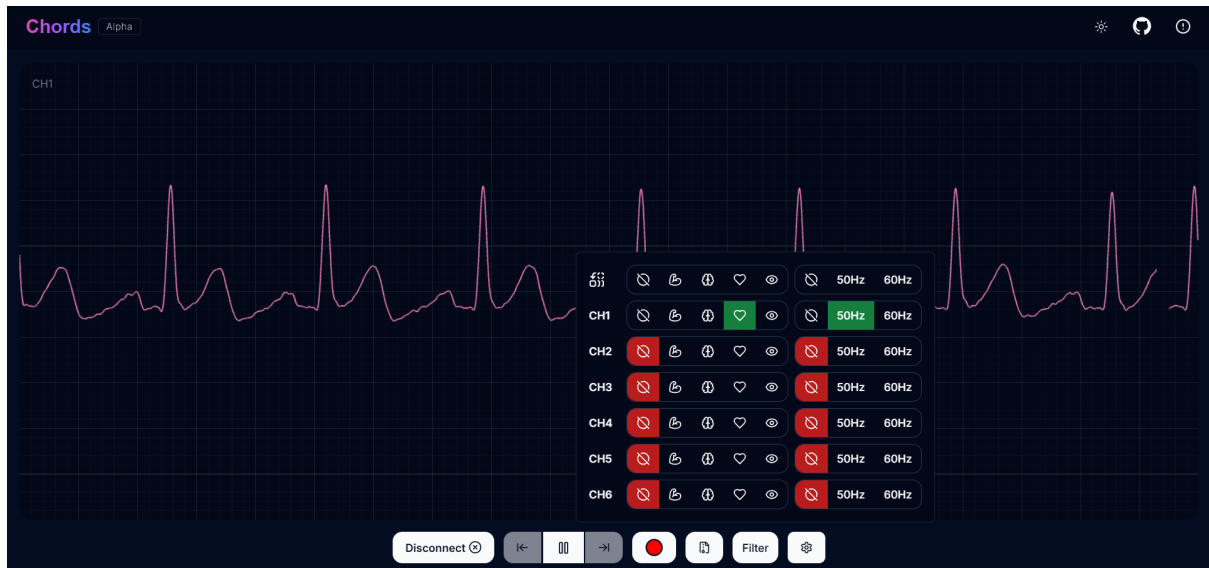 Chords Alpha
CH1
50Hz 60Hz
CH1 50Hz 60Hz
CH2 50Hz 60Hz
CH3 50Hz 60Hz
CH4 50Hz 60Hz
CH5 50Hz 60Hz
CH6 50Hz 60Hz
Disconnect Filter